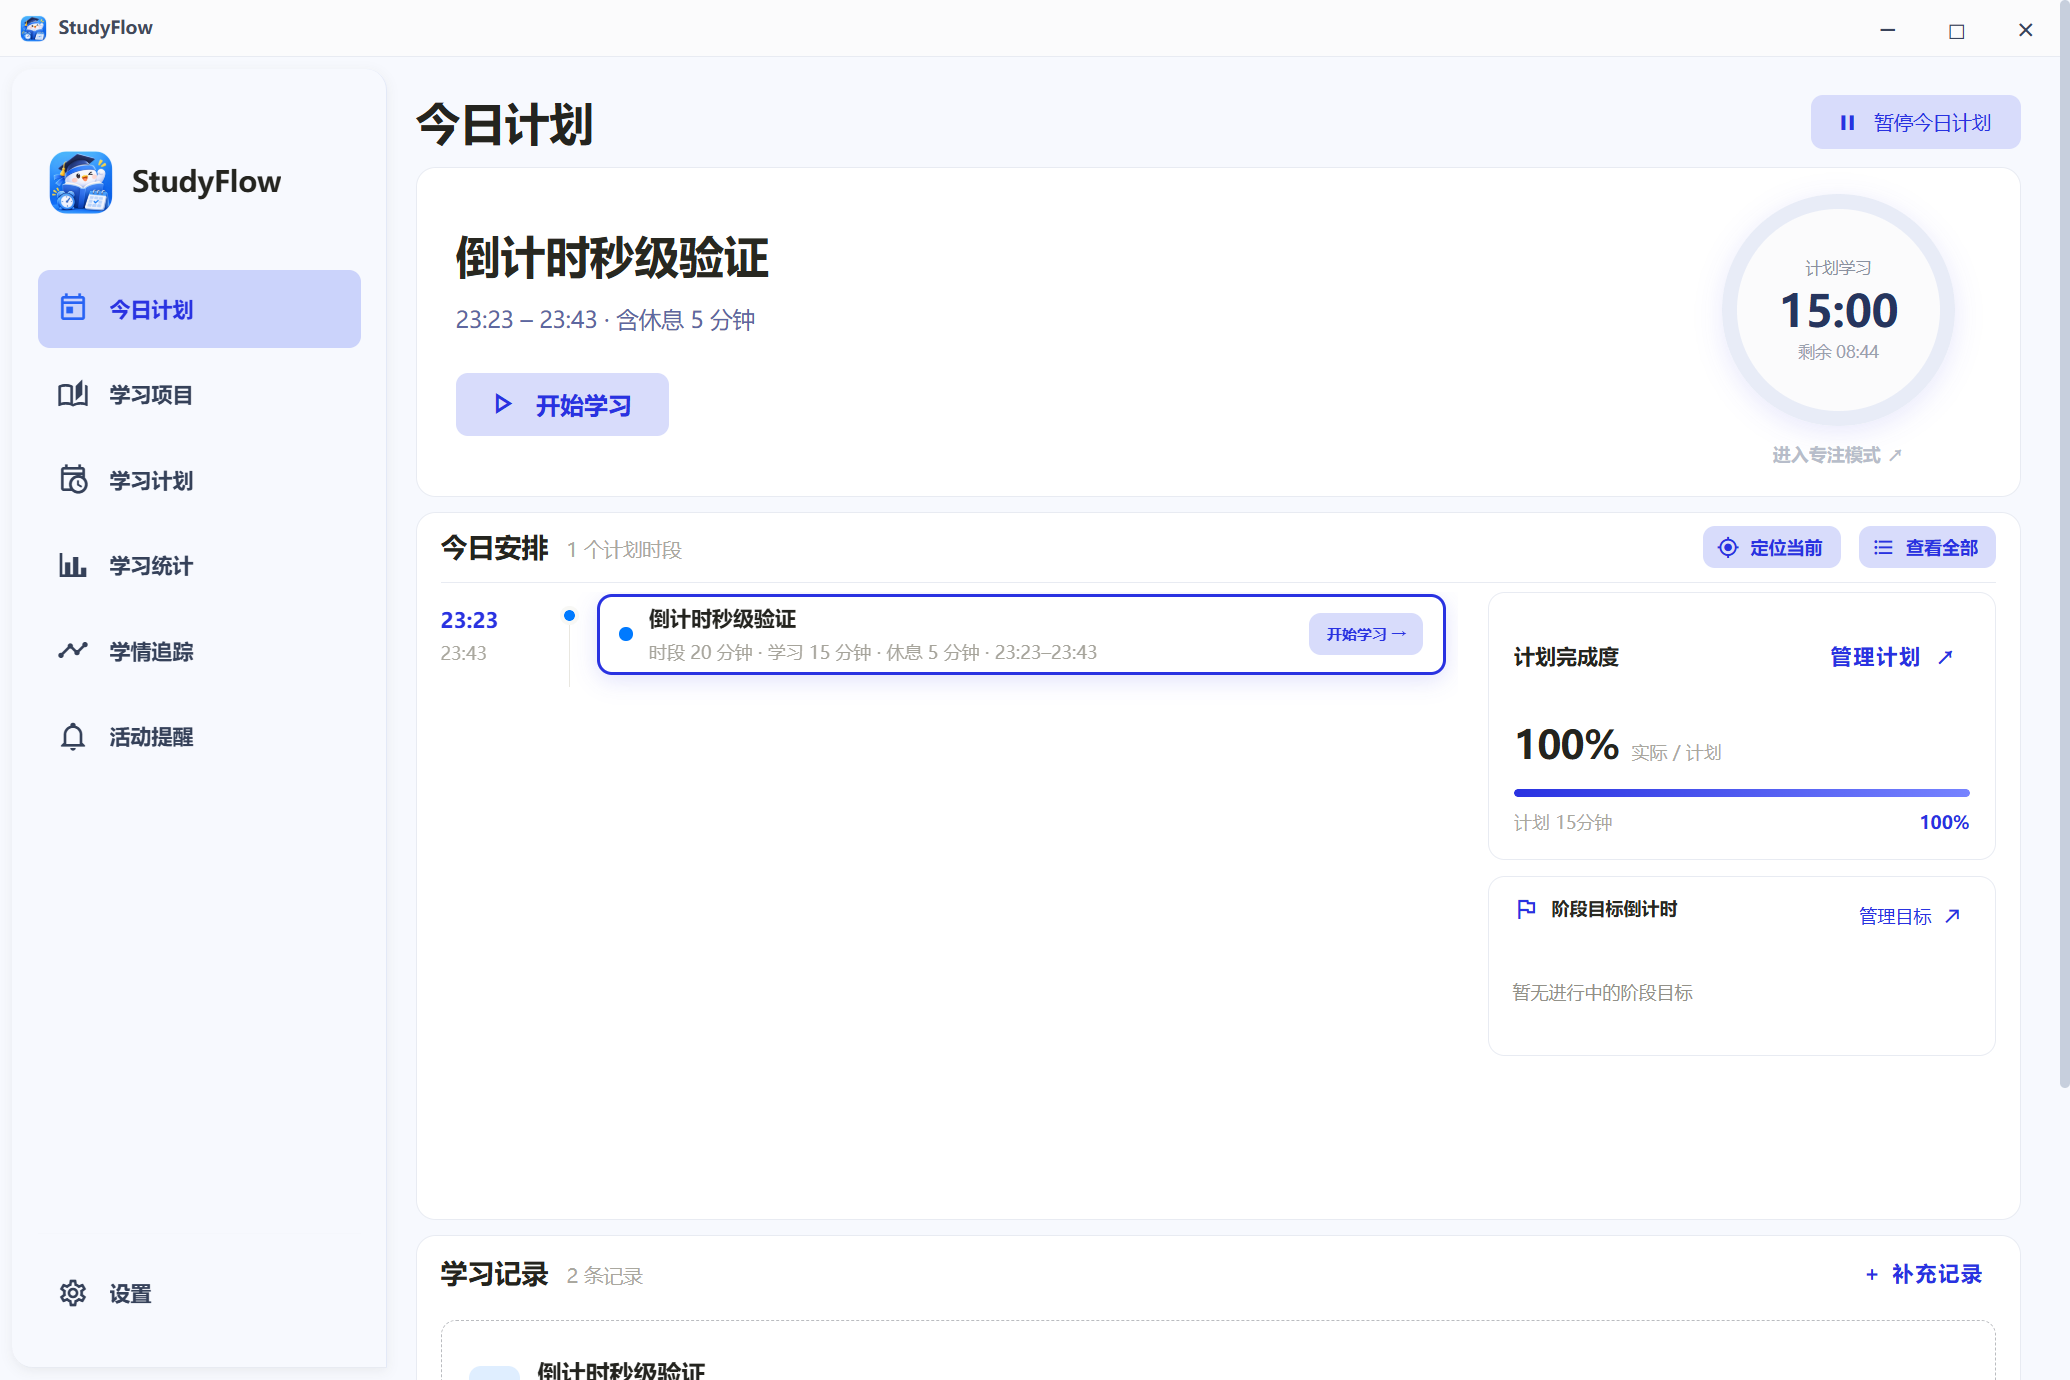 StudyFlow
StudyFlow
今日计划
学习项目
学习计划
学习统计
学情追踪
活动提醒
设置
今日计划
暂停今日计划
倒计时秒级验证
23:23 – 23:43 · 含休息 5 分钟
开始学习
计划学习
15:00
剩余 08:44
进入专注模式 ↗
今日安排 1 个计划时段
定位当前
查看全部
23:23
23:43
倒计时秒级验证
时段 20 分钟 · 学习 15 分钟 · 休息 5 分钟 · 23:23–23:43
开始学习 →
计划完成度
管理计划 ↗
100% 实际 / 计划
计划 15分钟
100%
阶段目标倒计时
管理目标 ↗
暂无进行中的阶段目标
学习记录 2 条记录
+ 补充记录
倒计时秒级验证